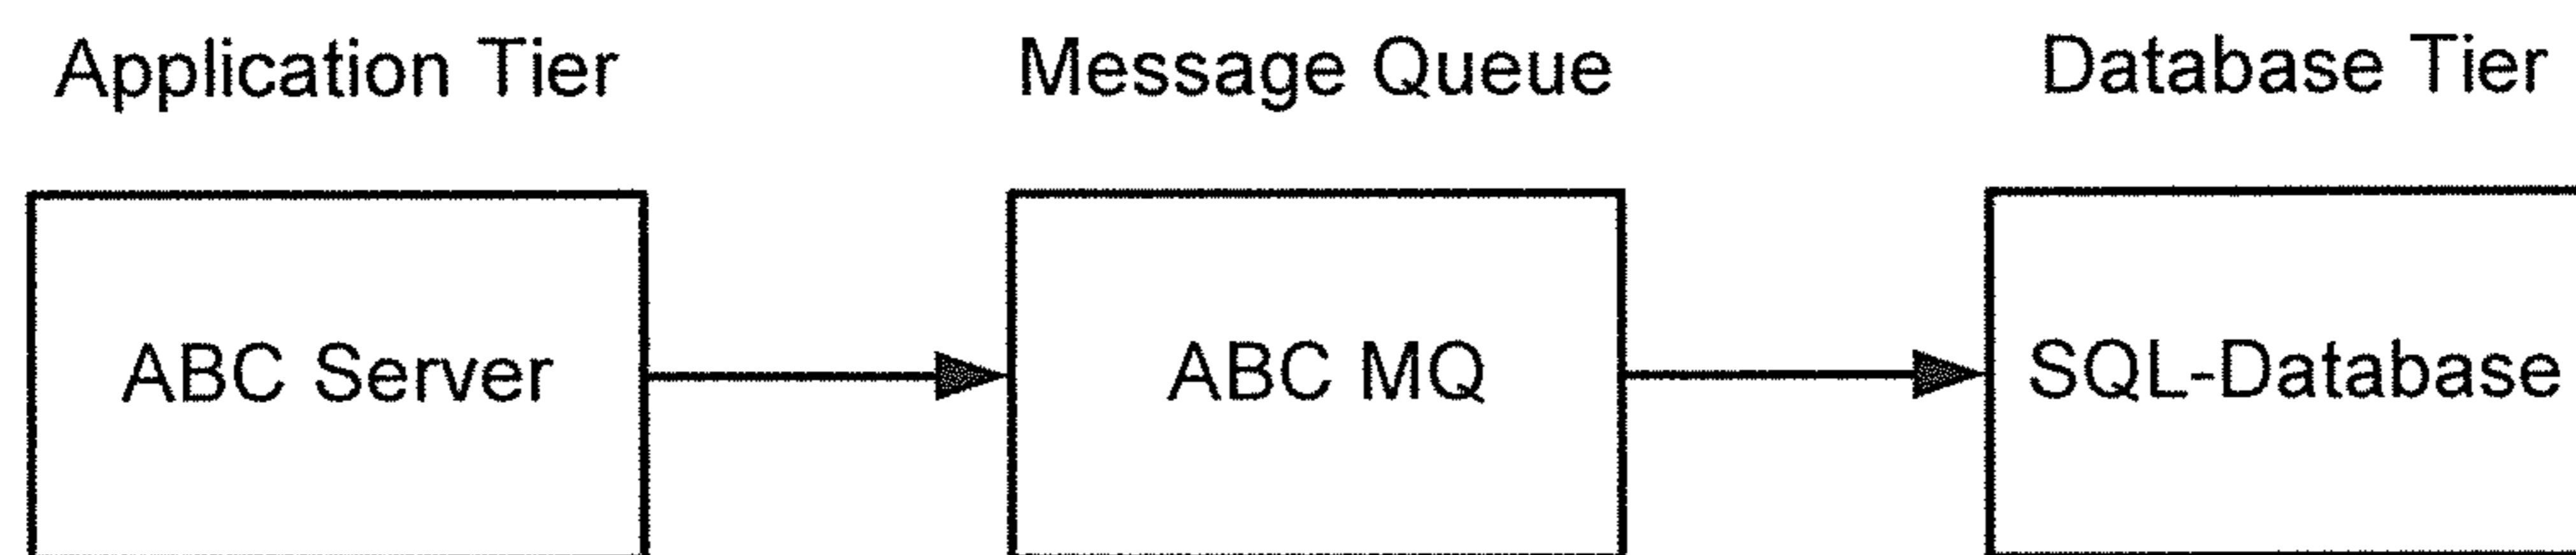 Application Tier
Message Queue
Database Tier
ABC Server
ABC MQ
SQL-Database